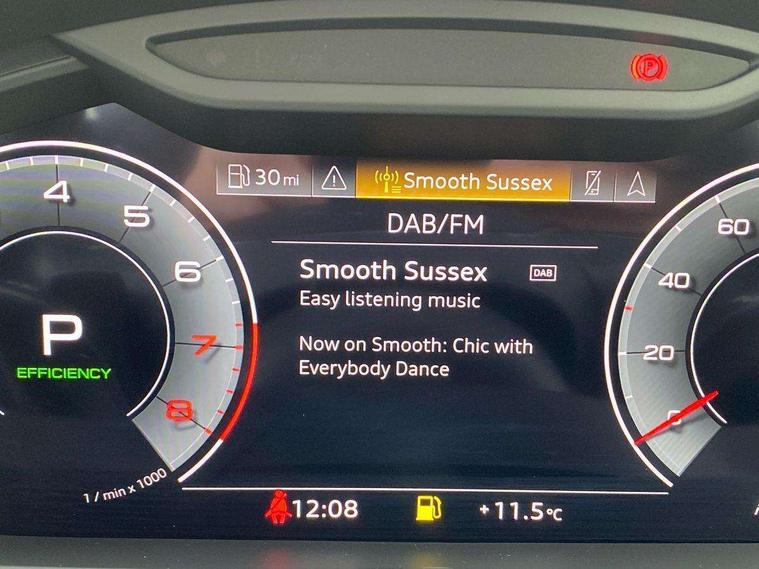 P
30 mi
Smooth Sussex
DAB/FM
Smooth Sussex
DAB
Easy listening music
Now on Smooth: Chic with
Everybody Dance
4
5
6
7
8
P
EFFICIENCY
1 / min x 1000
60
40
20
0
12:08
+11.5°C